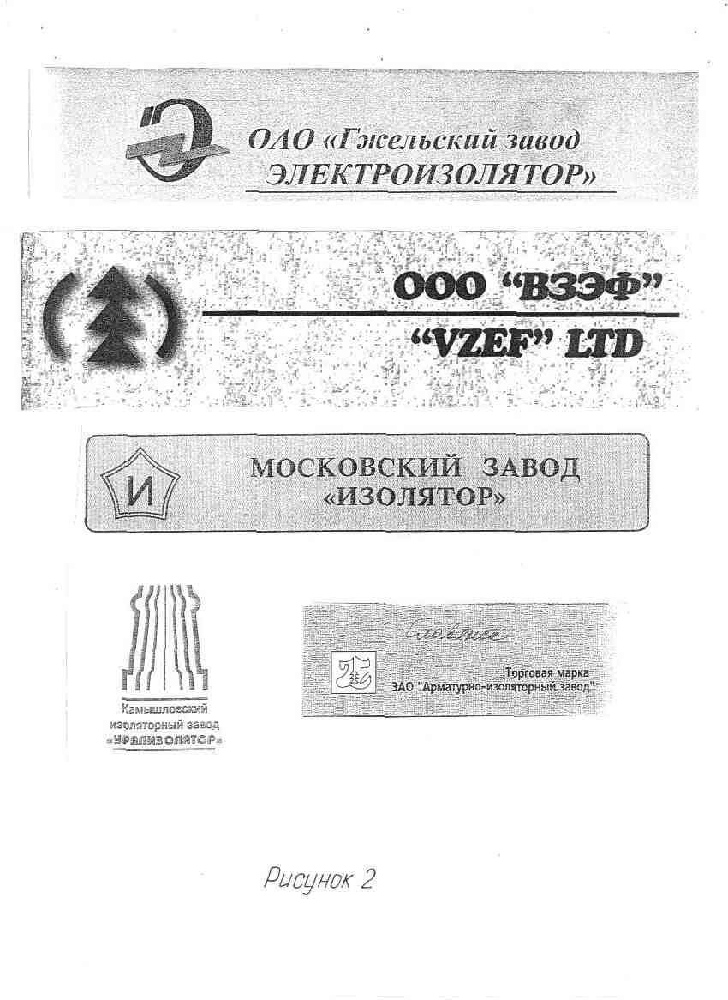 ОАО «Гжельский завод
ЭЛЕКТРОИЗОЛЯТОР»
ООО "ВЗЭФ"
"VZEF" LTD
И
МОСКОВСКИЙ ЗАВОД
«ИЗОЛЯТОР»
Камышловский
изоляторный завод
«УРАЛИЗОЛЯТОР»
Славянск
Торговая марка
ЗАО "Арматурно-изоляторный завод"
Рисунок 2